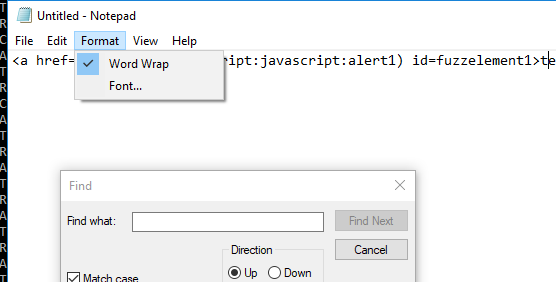 Untitled - Notepad
File Edit Format View Help
<a href= ript:javascript:alert1) id=fuzzelement1>te
Word Wrap
Font...
Find
Find what: Find Next
Direction Cancel
Match case Up Down